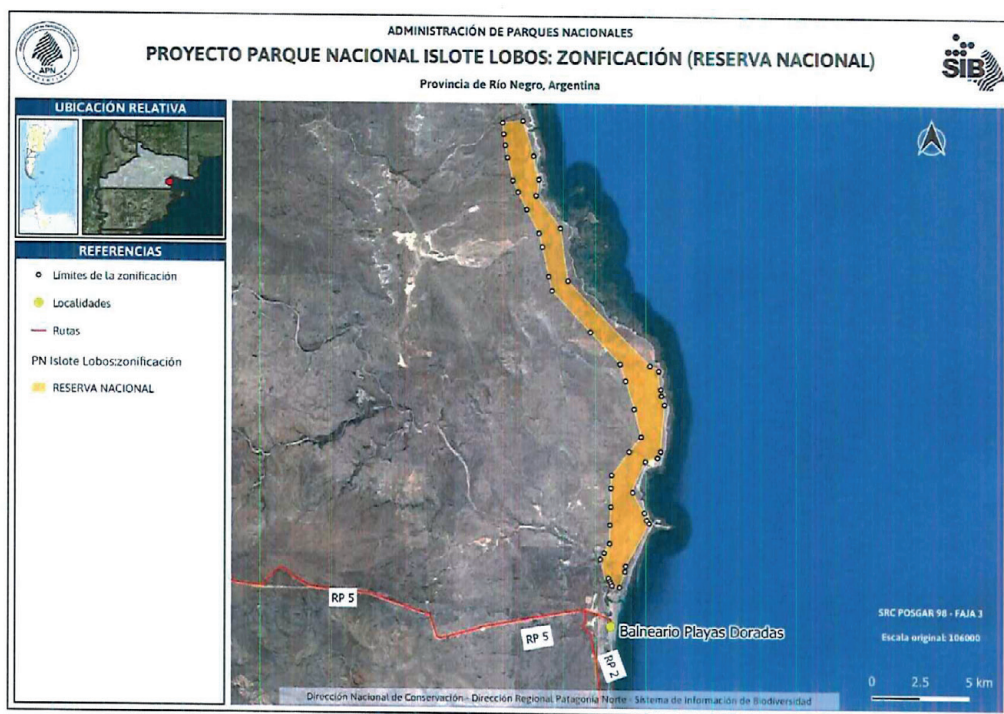 ADMINISTRACIÓN DE PARQUES NACIONALES
PROYECTO PARQUE NACIONAL ISLOTE LOBOS: ZONFICACIÓN (RESERVA NACIONAL)
Provincia de Río Negro, Argentina
APN
SIB
UBICACIÓN RELATIVA
REFERENCIAS
Límites de la zonificación
Localidades
Rutas
PN Islote Lobos:zonificación
RESERVA NACIONAL
RP 5
RP 5
RP 2
Balneario Playas Doradas
SRC POSGAR 98 - FAJA 3
Escala original: 106000
0 2.5 5 km
Dirección Nacional de Conservación - Dirección Regional Patagonia Norte - Sistema de Información de Biodiversidad